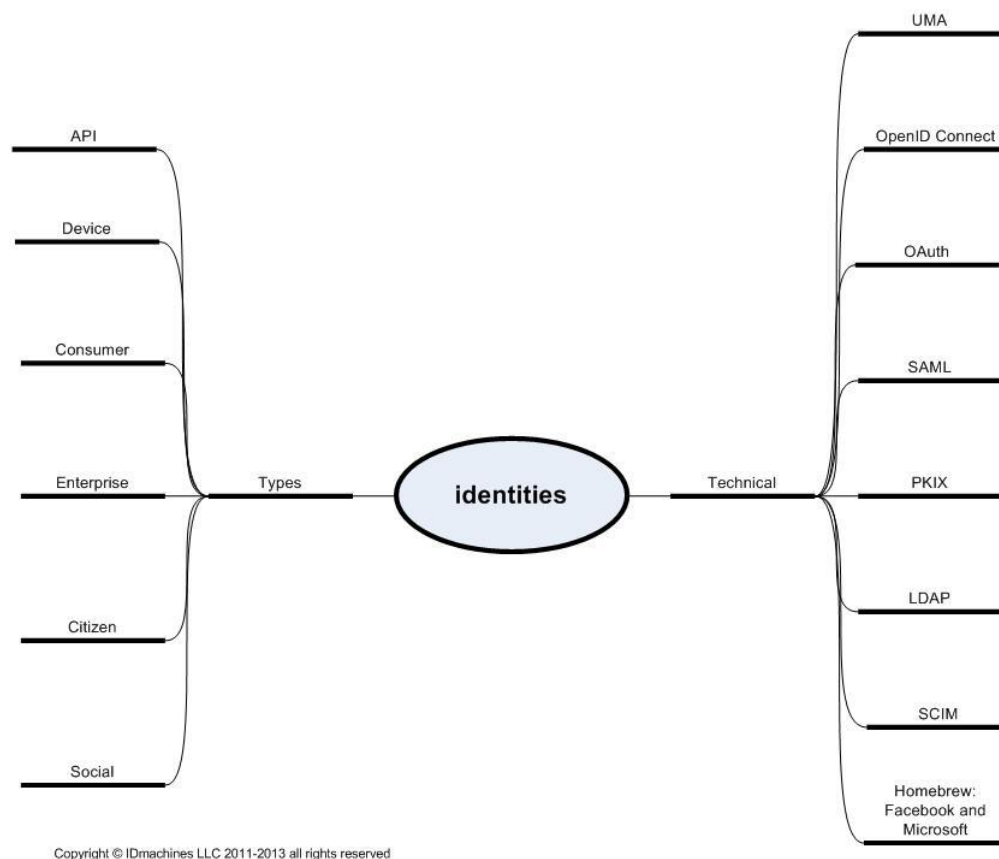 UMA
API
OpenID Connect
Device
OAuth
Consumer
SAML
Enterprise
Types
identities
Technical
PKIX
LDAP
Citizen
SCIM
Social
Homebrew:
Facebook and
Microsoft
Copyright © IDmachines LLC 2011-2013 all rights reserved